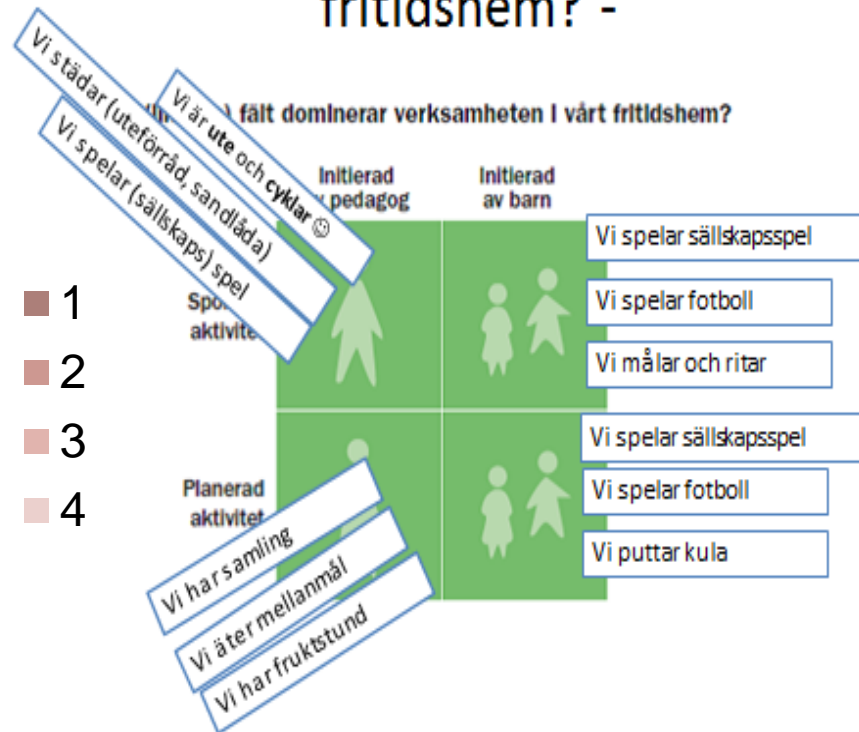 fritidshem? -
fält dominerar verksamheten i vårt fritidshem?
Vi städar (uteförråd, sandlåda)
Vi är ute och cyklar ☺
Vi spelar (sällskaps) spel
Initierad
pedagog
Initierad
av barn
aktivitet
Vi spelar sällskapsspel
Vi spelar fotboll
Vi målar och ritar
1
2
3
4
Planerad
aktivitet
Vi har samling
Vi äter mellanmål
Vi har fruktstund
Vi spelar sällskapsspel
Vi spelar fotboll
Vi puttar kula